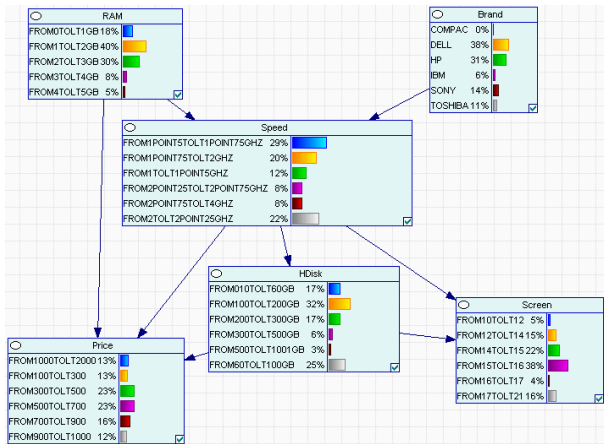 RAM
FROM0TOLT1GB 18%
FROM1TOLT2GB 40%
FROM2TOLT3GB 30%
FROM3TOLT4GB 8%
FROM4TOLT5GB 5%
Brand
COMPAC 0%
DELL 38%
HP 31%
IBM 6%
SONY 14%
TOSHIBA 11%
Speed
FROM1POINT5TOLT1POINT75GHZ 29%
FROM1POINT75TOLT2GHZ 20%
FROM1TOLT1POINT5GHZ 12%
FROM2POINT25TOLT2POINT75GHZ 8%
FROM2POINT75TOLT4GHZ 8%
FROM2TOLT2POINT25GHZ 22%
HDisk
FROM010TOLT60GB 17%
FROM100TOLT200GB 32%
FROM200TOLT300GB 17%
FROM300TOLT500GB 6%
FROM500TOLT1001GB 3%
FROM60TOLT100GB 25%
Screen
FROM10TOLT12 5%
FROM12TOLT14 15%
FROM14TOLT15 22%
FROM15TOLT16 38%
FROM16TOLT17 4%
FROM17TOLT21 16%
Price
FROM1000TOLT2000 13%
FROM100TOLT300 13%
FROM300TOLT500 23%
FROM500TOLT700 23%
FROM700TOLT900 16%
FROM900TOLT1000 12%